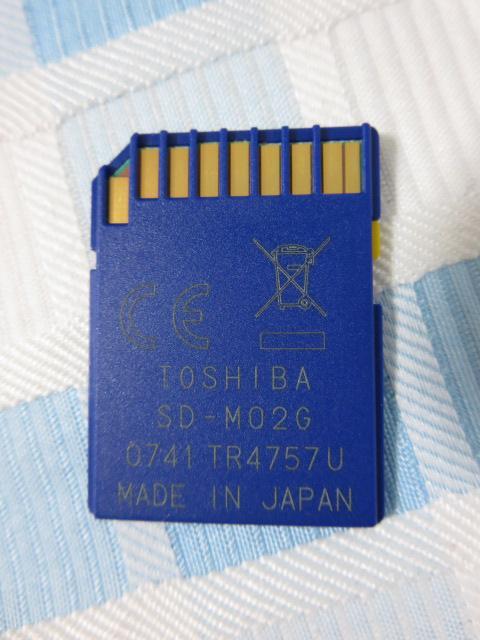 CE
TOSHIBA
SD-M02G
0741 TR4757U
MADE IN JAPAN